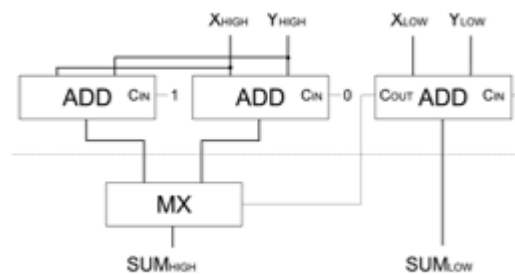 XHIGH YHIGH XLOW YLOW
ADD CIN 1 ADD CIN 0 COUT ADD CIN
MX
SUMHIGH SUMLOW